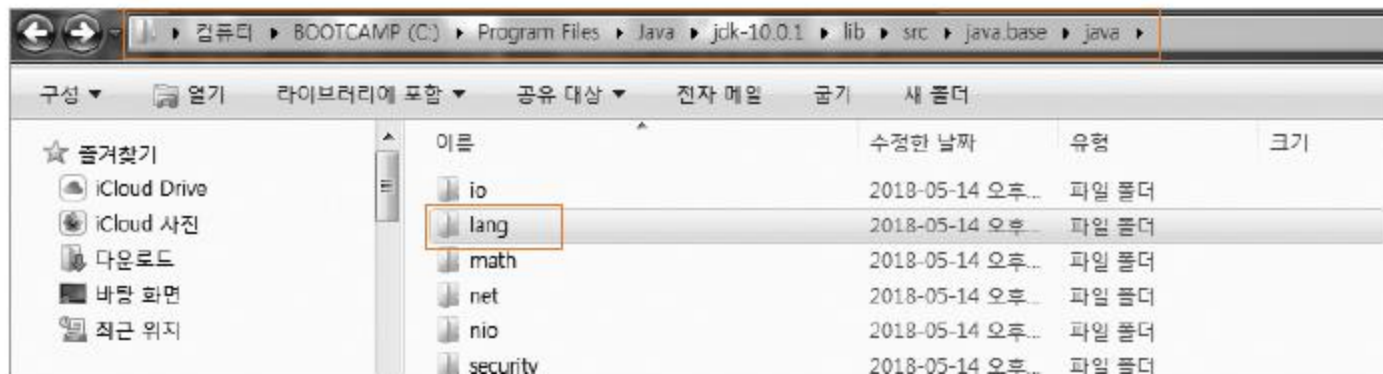 컴퓨터 ▸ BOOTCAMP (C:) ▸ Program Files ▸ Java ▸ jdk-10.0.1 ▸ lib ▸ src ▸ java.base ▸ java ▸
구성 ▼ 열기 라이브러리에 포함 ▼ 공유 대상 ▼ 전자 메일 굽기 새 폴더
즐겨찾기
iCloud Drive
iCloud 사진
다운로드
바탕 화면
최근 위치
이름 수정한 날짜 유형 크기
io 2018-05-14 오후... 파일 폴더
lang 2018-05-14 오후... 파일 폴더
math 2018-05-14 오후... 파일 폴더
net 2018-05-14 오후... 파일 폴더
nio 2018-05-14 오후... 파일 폴더
security 2018-05-14 오후... 파일 폴더